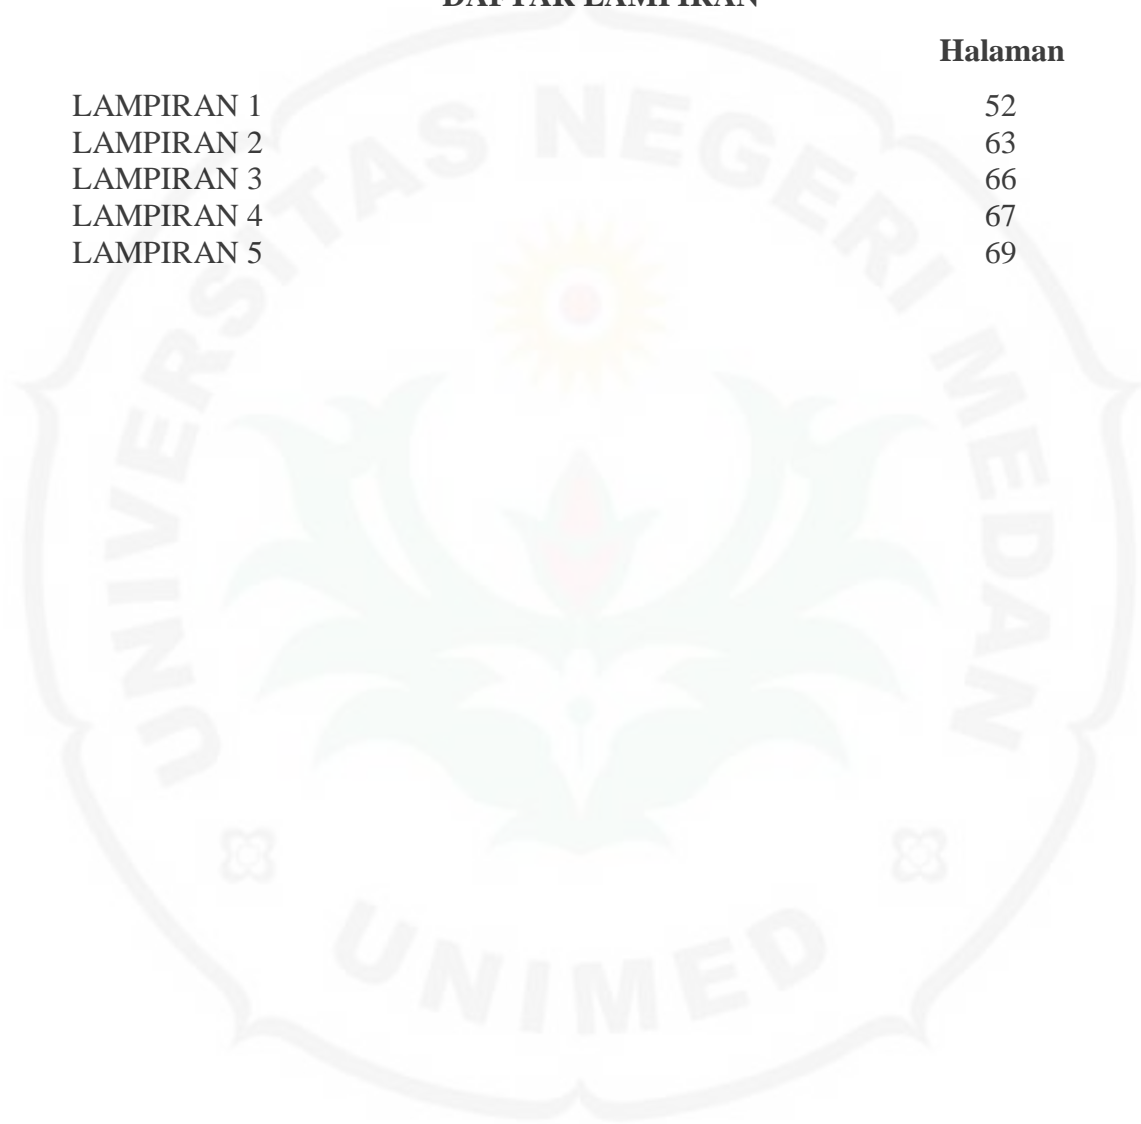 DAFTAR LAMPIRAN
Halaman
LAMPIRAN 1 52
LAMPIRAN 2 63
LAMPIRAN 3 66
LAMPIRAN 4 67
LAMPIRAN 5 69
UNIVERSITAS NEGERI MEDAN
UNIMED